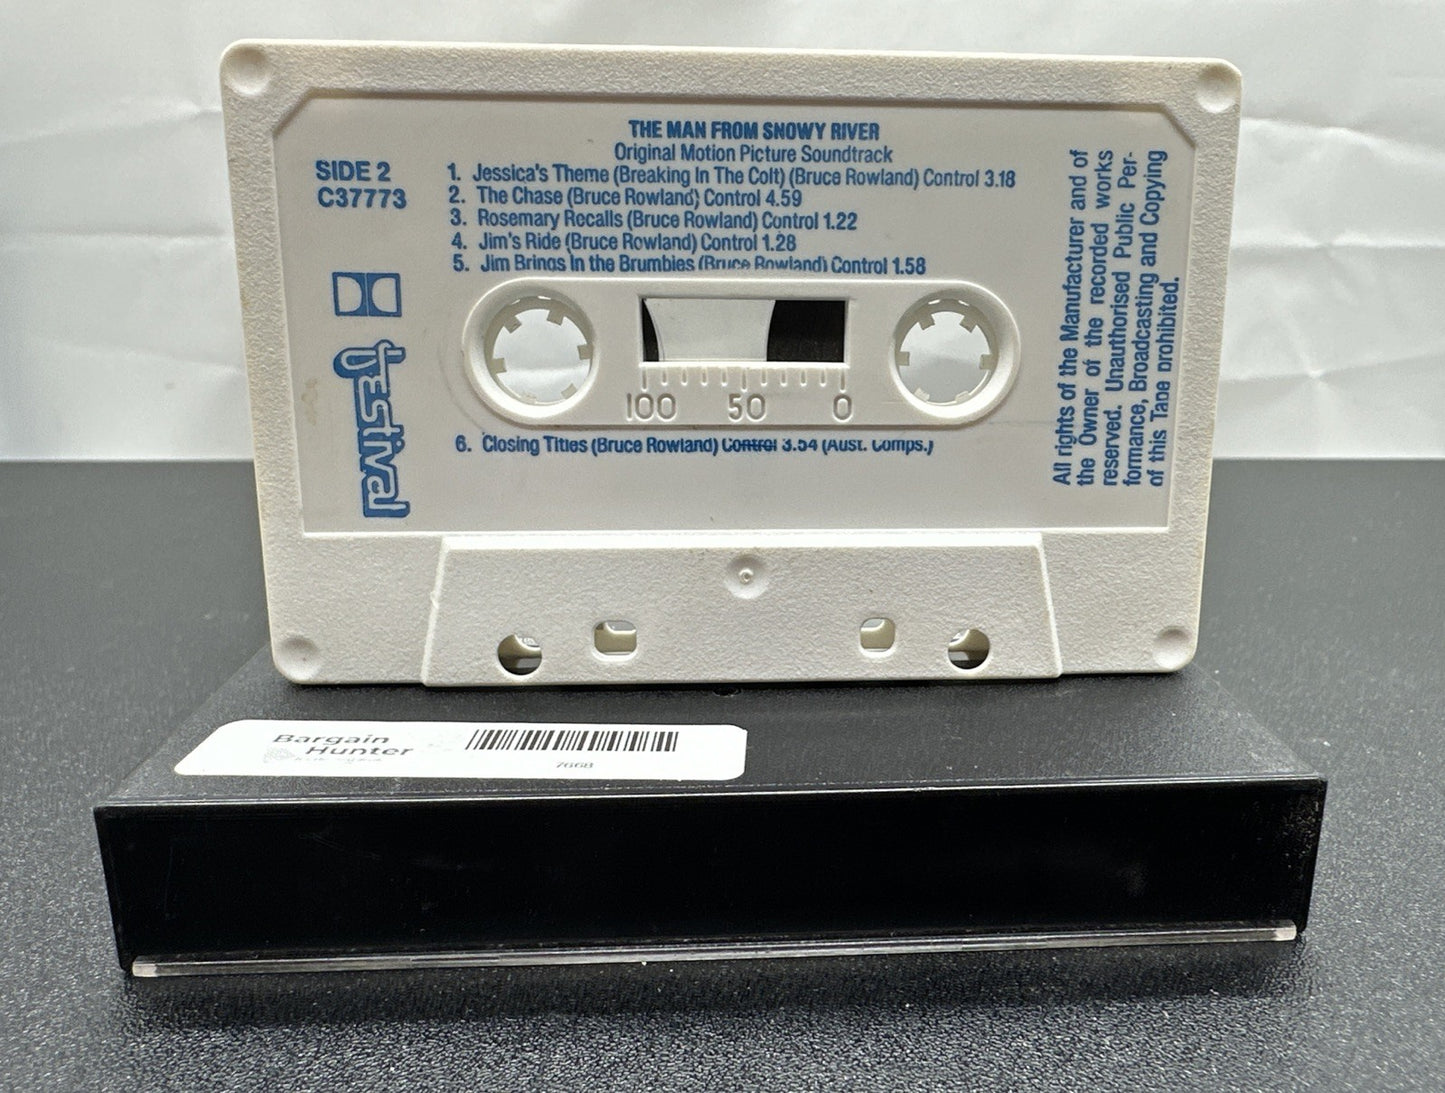 THE MAN FROM SNOWY RIVER
Original Motion Picture Soundtrack
SIDE 2
C37773
1. Jessica's Theme (Breaking In The Colt) (Bruce Rowland) Control 3.18
2. The Chase (Bruce Rowland) Control 4.59
3. Rosemary Recalls (Bruce Rowland) Control 1.22
4. Jim's Ride (Bruce Rowland) Control 1.28
5. Jim Brings In the Brumbies (Bruce Rowland) Control 1.58
100 50 0
6. Closing Titles (Bruce Rowland) Control 3.54 (Aust. Comps.)
festival
All rights of the Manufacturer and of
the Owner of the recorded works
reserved. Unauthorised Public Per-
formance, Broadcasting and Copying
of this Tape prohibited.
Bargain
Hunter
7668